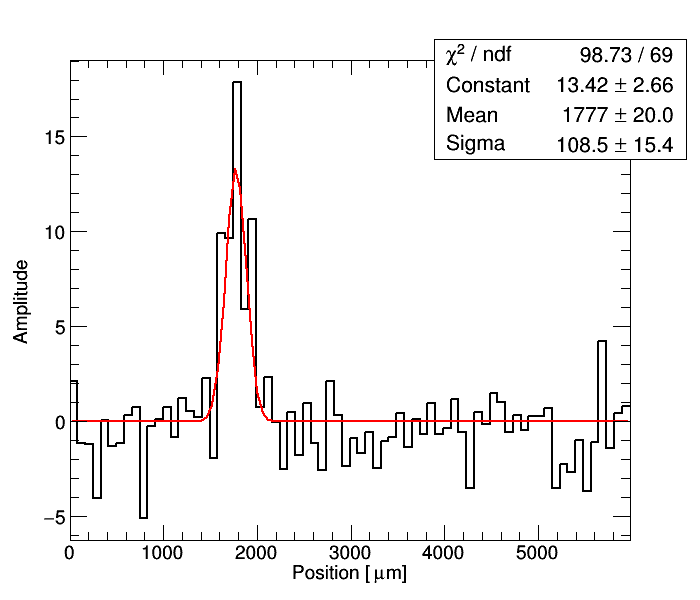 χ² / ndf 98.73 / 69
Constant 13.42 ± 2.66
Mean 1777 ± 20.0
Sigma 108.5 ± 15.4
15
10
5
0
−5
Amplitude
0 1000 2000 3000 4000 5000
Position [ μm]